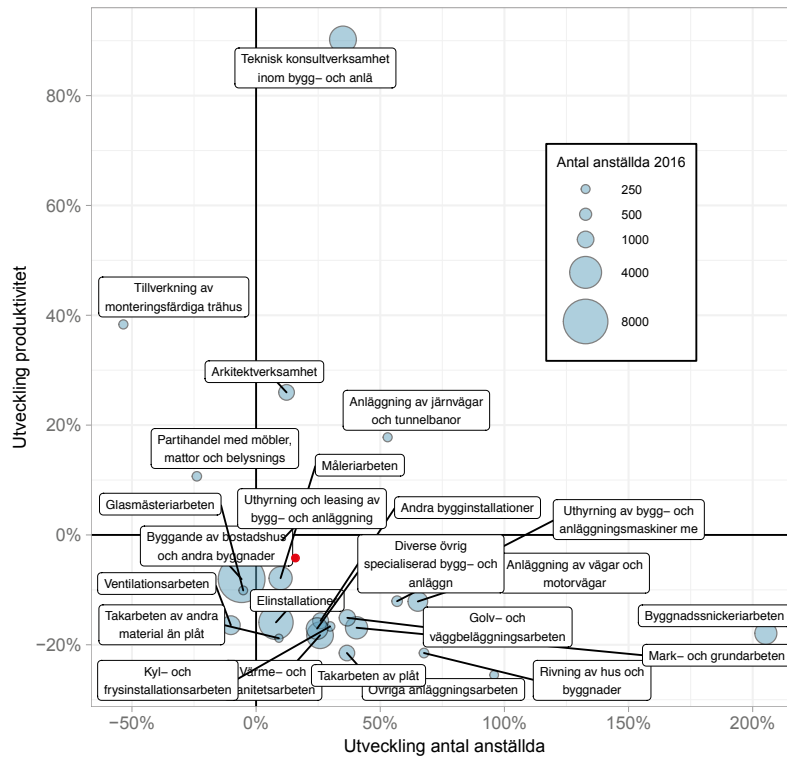 Teknisk konsultverksamhet
inom bygg– och anlä
80%
Antal anställda 2016
250
500
1000
4000
8000
60%
Utveckling produktivitet
Tillverkning av
monteringsfärdiga trähus
40%
Arkitektverksamhet
Anläggning av järnvägar
och tunnelbanor
20%
Partihandel med möbler,
mattor och belysnings
Måleriarbeten
Glasmästeriarbeten
Uthyrning och leasing av
bygg– och anläggning
Andra bygginstallationer
Uthyrning av bygg– och
anläggningsmaskiner me
0%
Byggande av bostadshus
och andra byggnader
Diverse övrig
specialiserad bygg– och
anläggn
Anläggning av vägar och
motorvägar
Ventilationsarbeten
Elinstallationer
Takarbeten av andra
material än plåt
Golv– och
väggbeläggningsarbeten
Byggnadssnickeriarbeten
−20%
Mark– och grundarbeten
Kyl– och
frysinstallationsarbeten
Värme– och
anitetsarbeten
Takarbeten av plåt
Övriga anläggningsarbeten
Rivning av hus och
byggnader
−50%
0%
50%
100%
150%
200%
Utveckling antal anställda